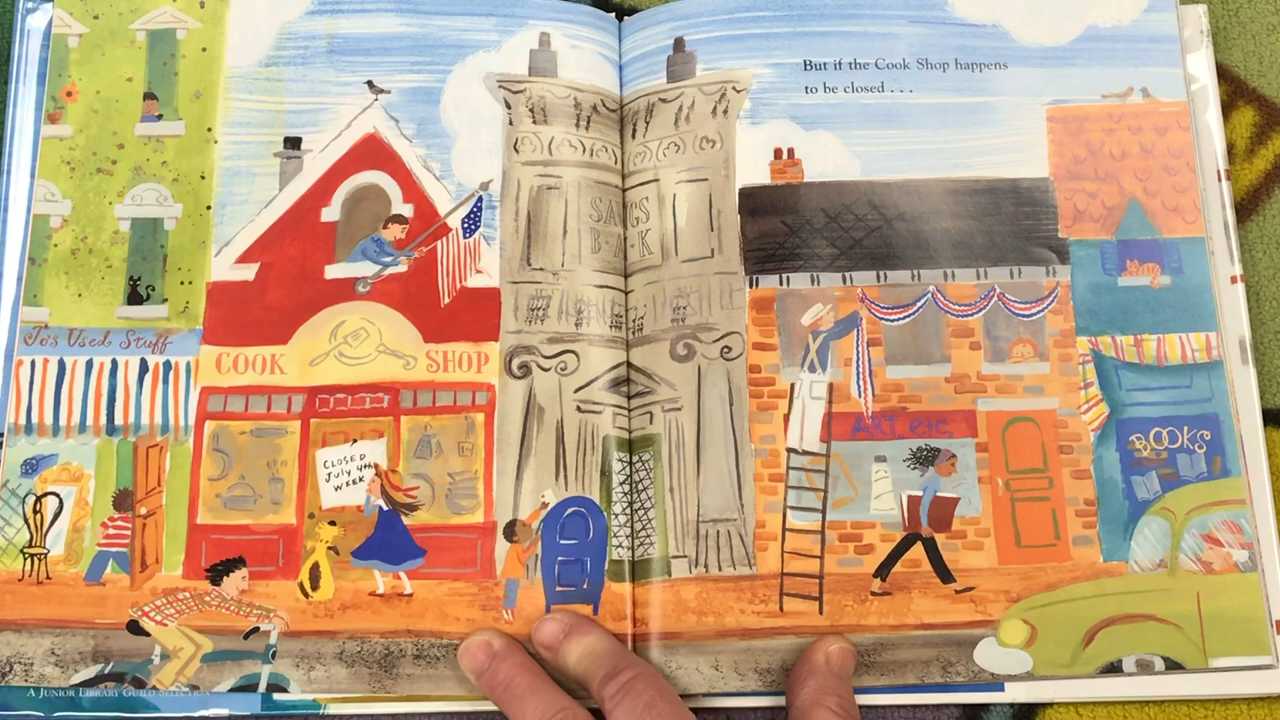 But if the Cook Shop happens
to be closed . . .
Jo's Used Stuff
COOK SHOP
CLOSED
JULY 4th
WEEK
SAVINGS
BANK
ART, etc.
BOOKS
A JUNIOR LIBRARY GUILD SELECTION